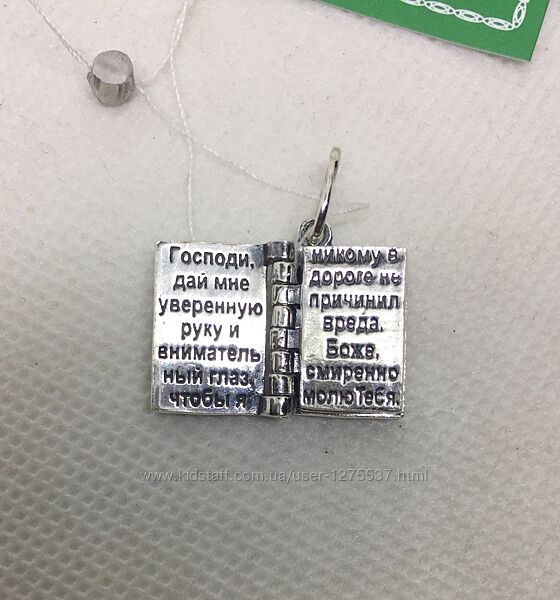 Господи,
дай мне
уверенную
руку и
вниматель
ный глаз,
чтобы я
никому в
дороге не
причинил
вреда.
Боже,
смиренно
молю Тебя.
www.kidstaff.com.ua/user-1275537.html